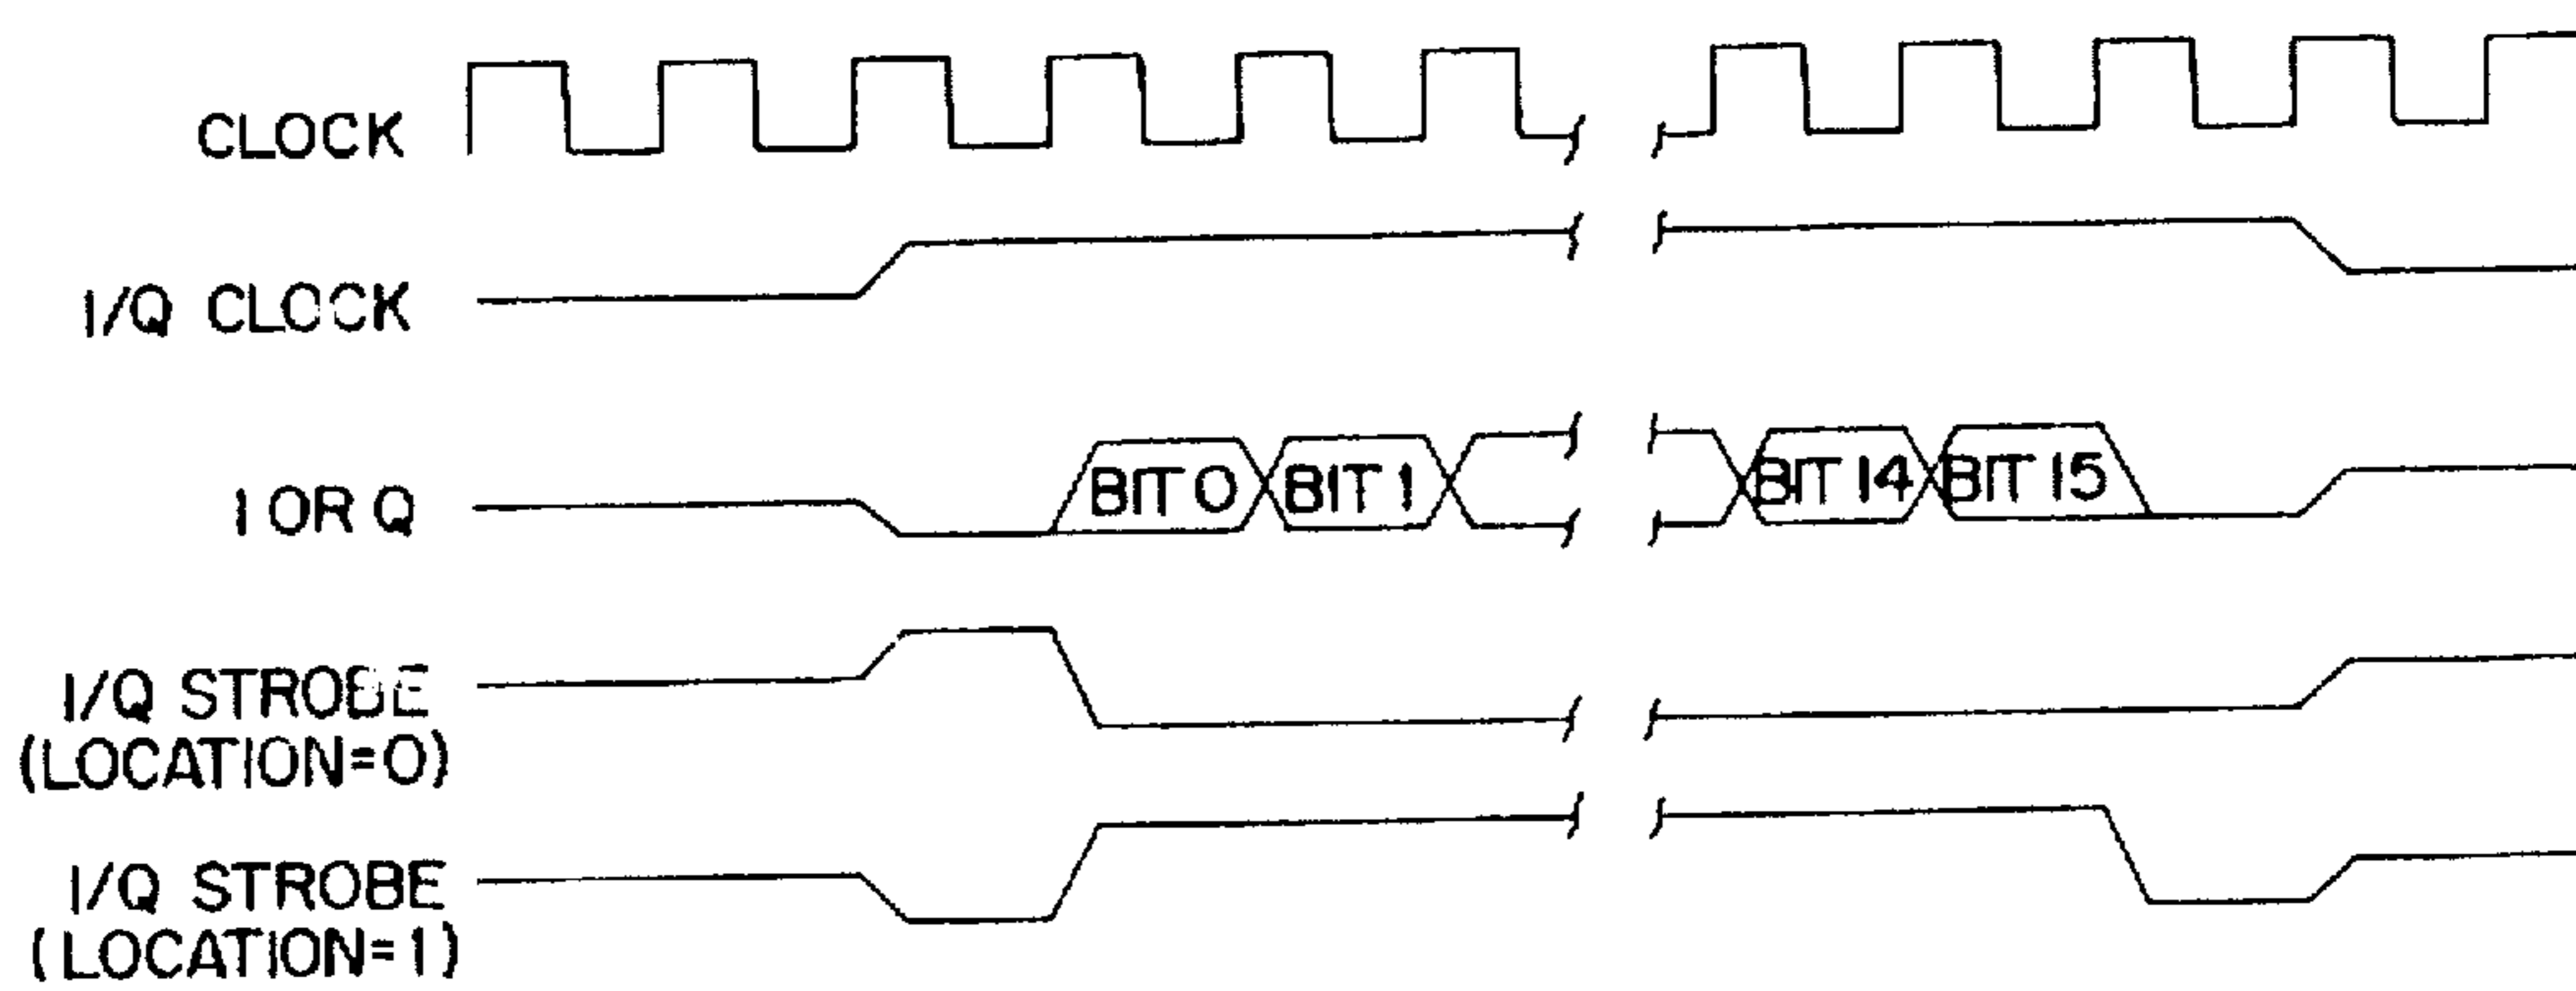 CLOCK
I/Q CLOCK
I OR Q
BIT 0
BIT 1
BIT 14
BIT 15
I/Q STROBE
(LOCATION=0)
I/Q STROBE
(LOCATION=1)